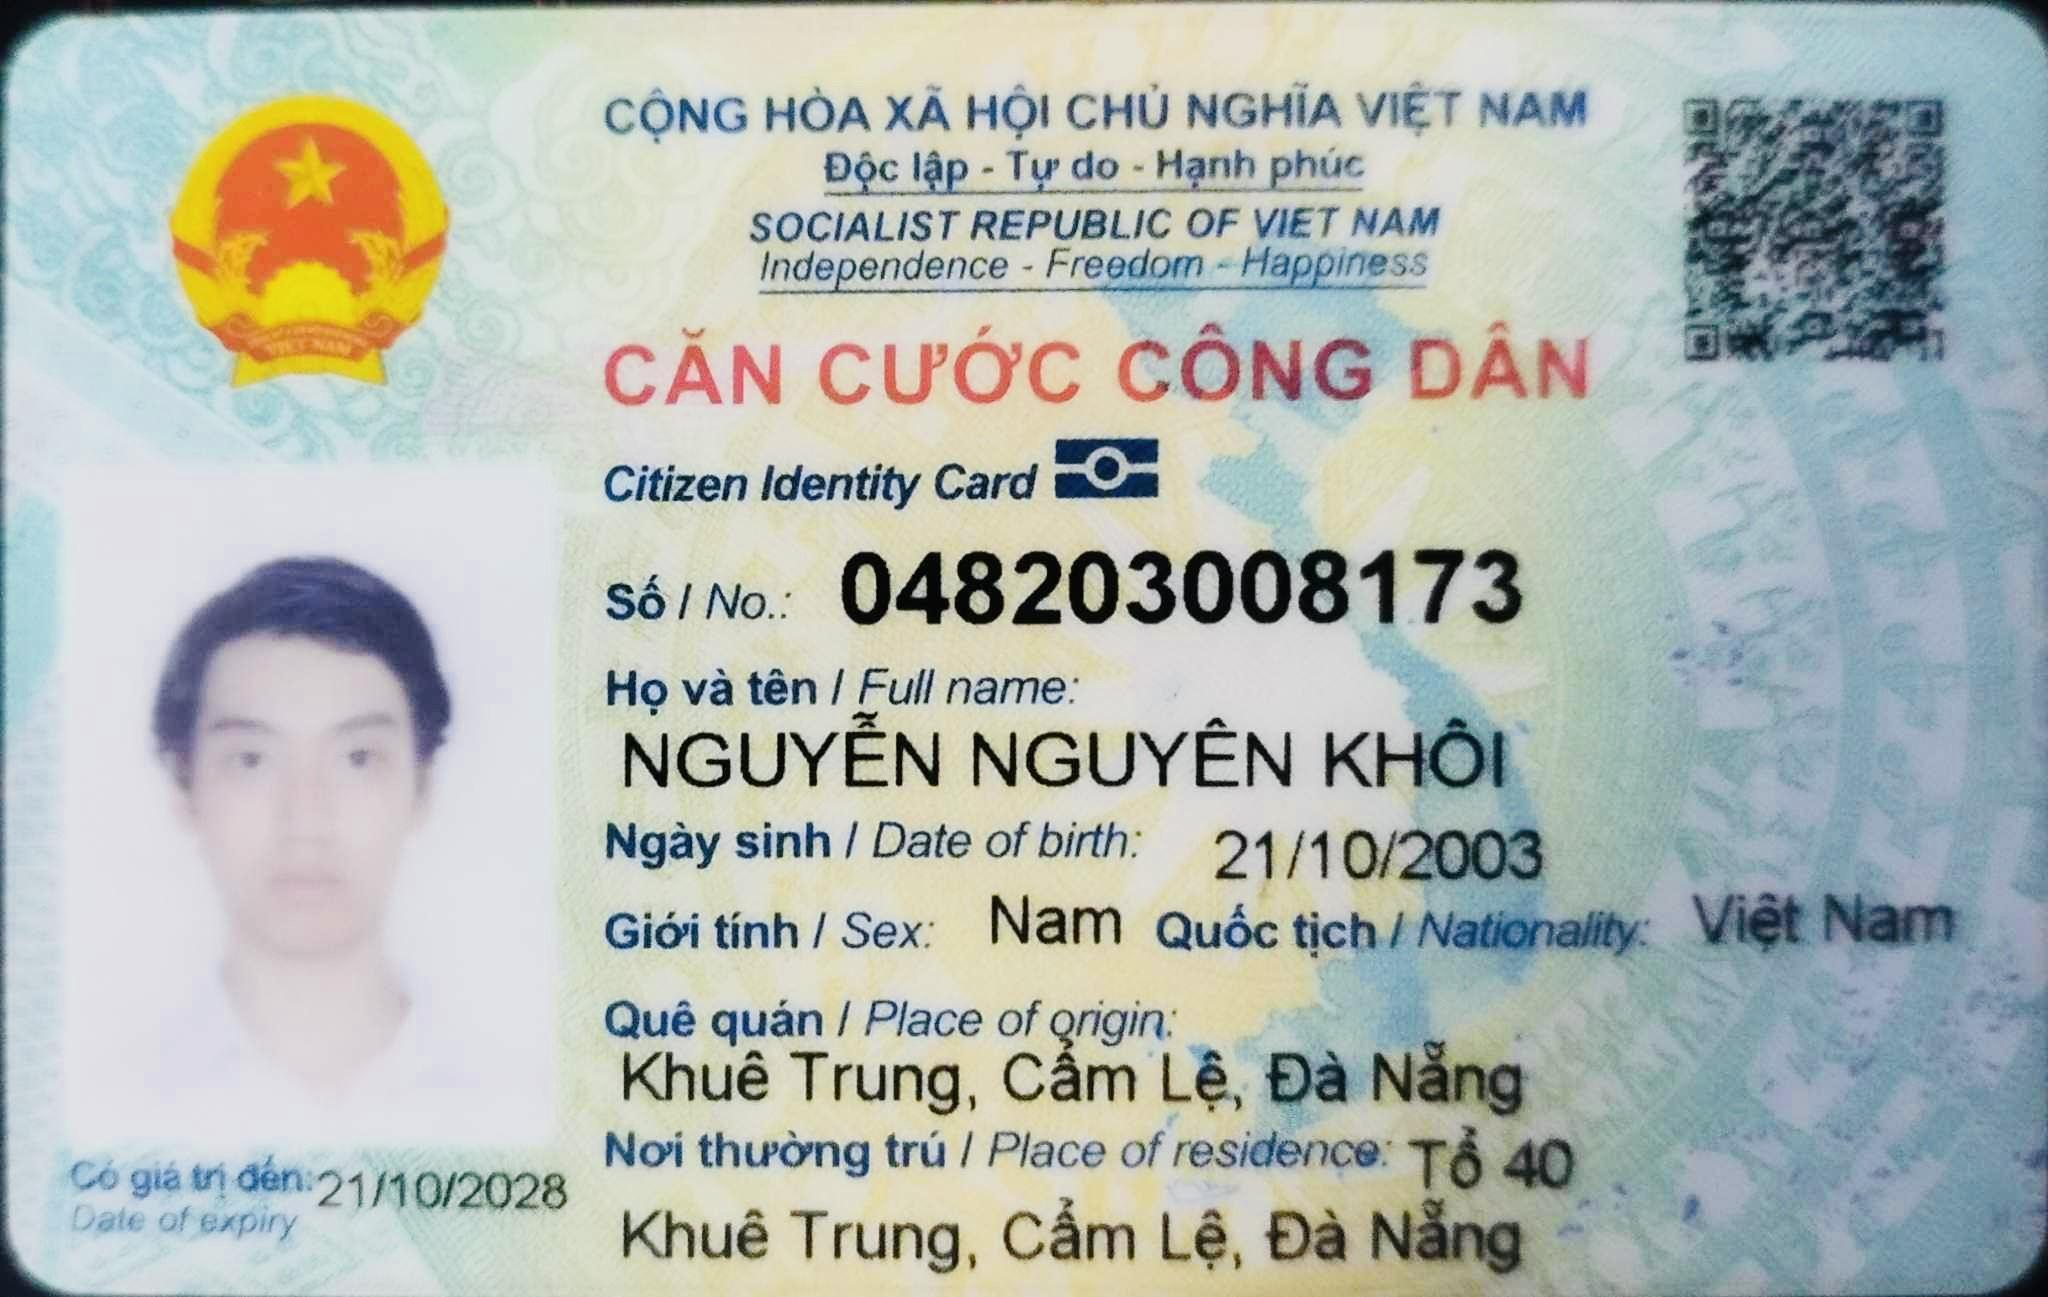 CỘNG HÒA XÃ HỘI CHỦ NGHĨA VIỆT NAM
Độc lập - Tự do - Hạnh phúc
SOCIALIST REPUBLIC OF VIET NAM
Independence - Freedom - Happiness
CĂN CƯỚC CÔNG DÂN
Citizen Identity Card
Số / No.: 048203008173
Họ và tên / Full name:
NGUYỄN NGUYÊN KHÔI
Ngày sinh / Date of birth: 21/10/2003
Giới tính / Sex: Nam Quốc tịch / Nationality: Việt Nam
Quê quán / Place of origin:
Khuê Trung, Cẩm Lệ, Đà Nẵng
Nơi thường trú / Place of residence: Tổ 40
Khuê Trung, Cẩm Lệ, Đà Nẵng
Có giá trị đến: 21/10/2028
Date of expiry
VIỆT NAM